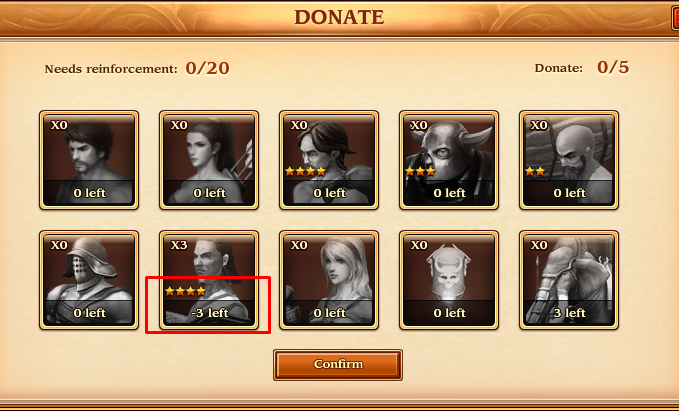 DONATE
Needs reinforcement: 0/20 Donate: 0/5
X0 X0 X0 X0 X0
0 left 0 left 0 left 0 left 0 left
X0 X3 X0 X0 X0
0 left -3 left 0 left 0 left 3 left
Confirm